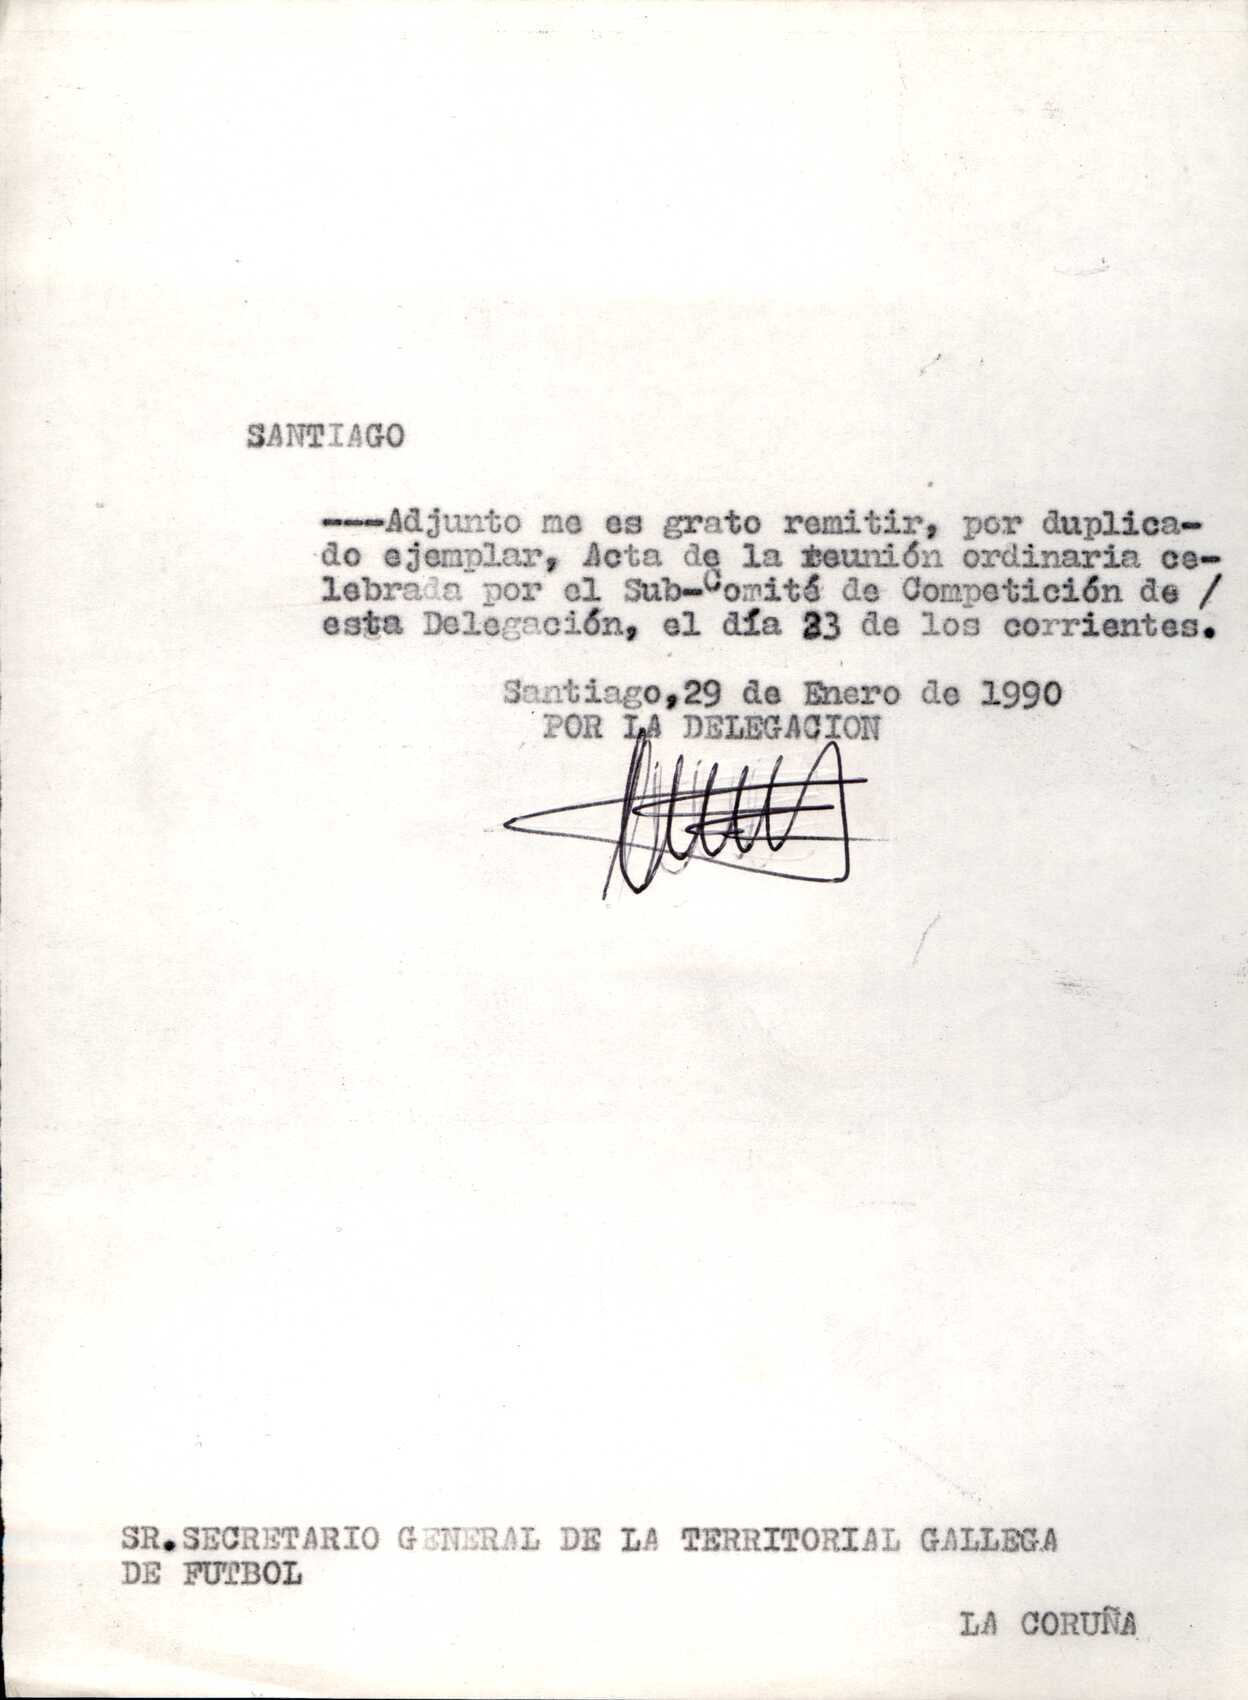 SANTIAGO
---Adjunto me es grato remitir, por duplica-
do ejemplar, Acta de la reunión ordinaria ce-
lebrada por el Sub-Comité de Competición de /
esta Delegación, el día 23 de los corrientes.
Santiago,29 de Enero de 1990
POR LA DELEGACION
SR.SECRETARIO GENERAL DE LA TERRITORIAL GALLEGA
DE FUTBOL
LA CORUÑA